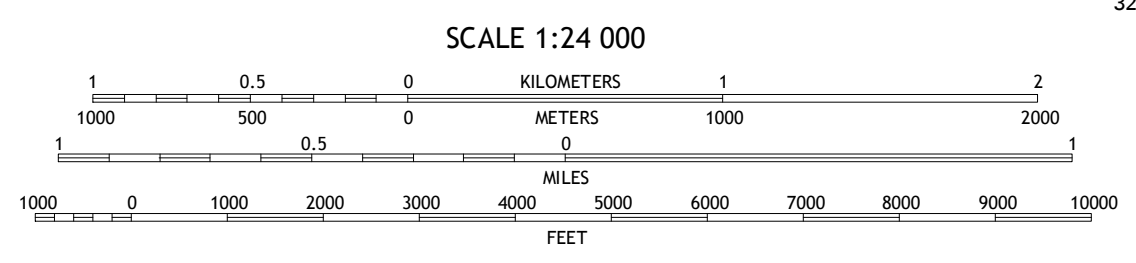 32
SCALE 1:24 000
1 0.5 0 KILOMETERS 1 2
1000 500 0 METERS 1000 2000
1 0.5 0 1
MILES
1000 0 1000 2000 3000 4000 5000 6000 7000 8000 9000 10000
FEET